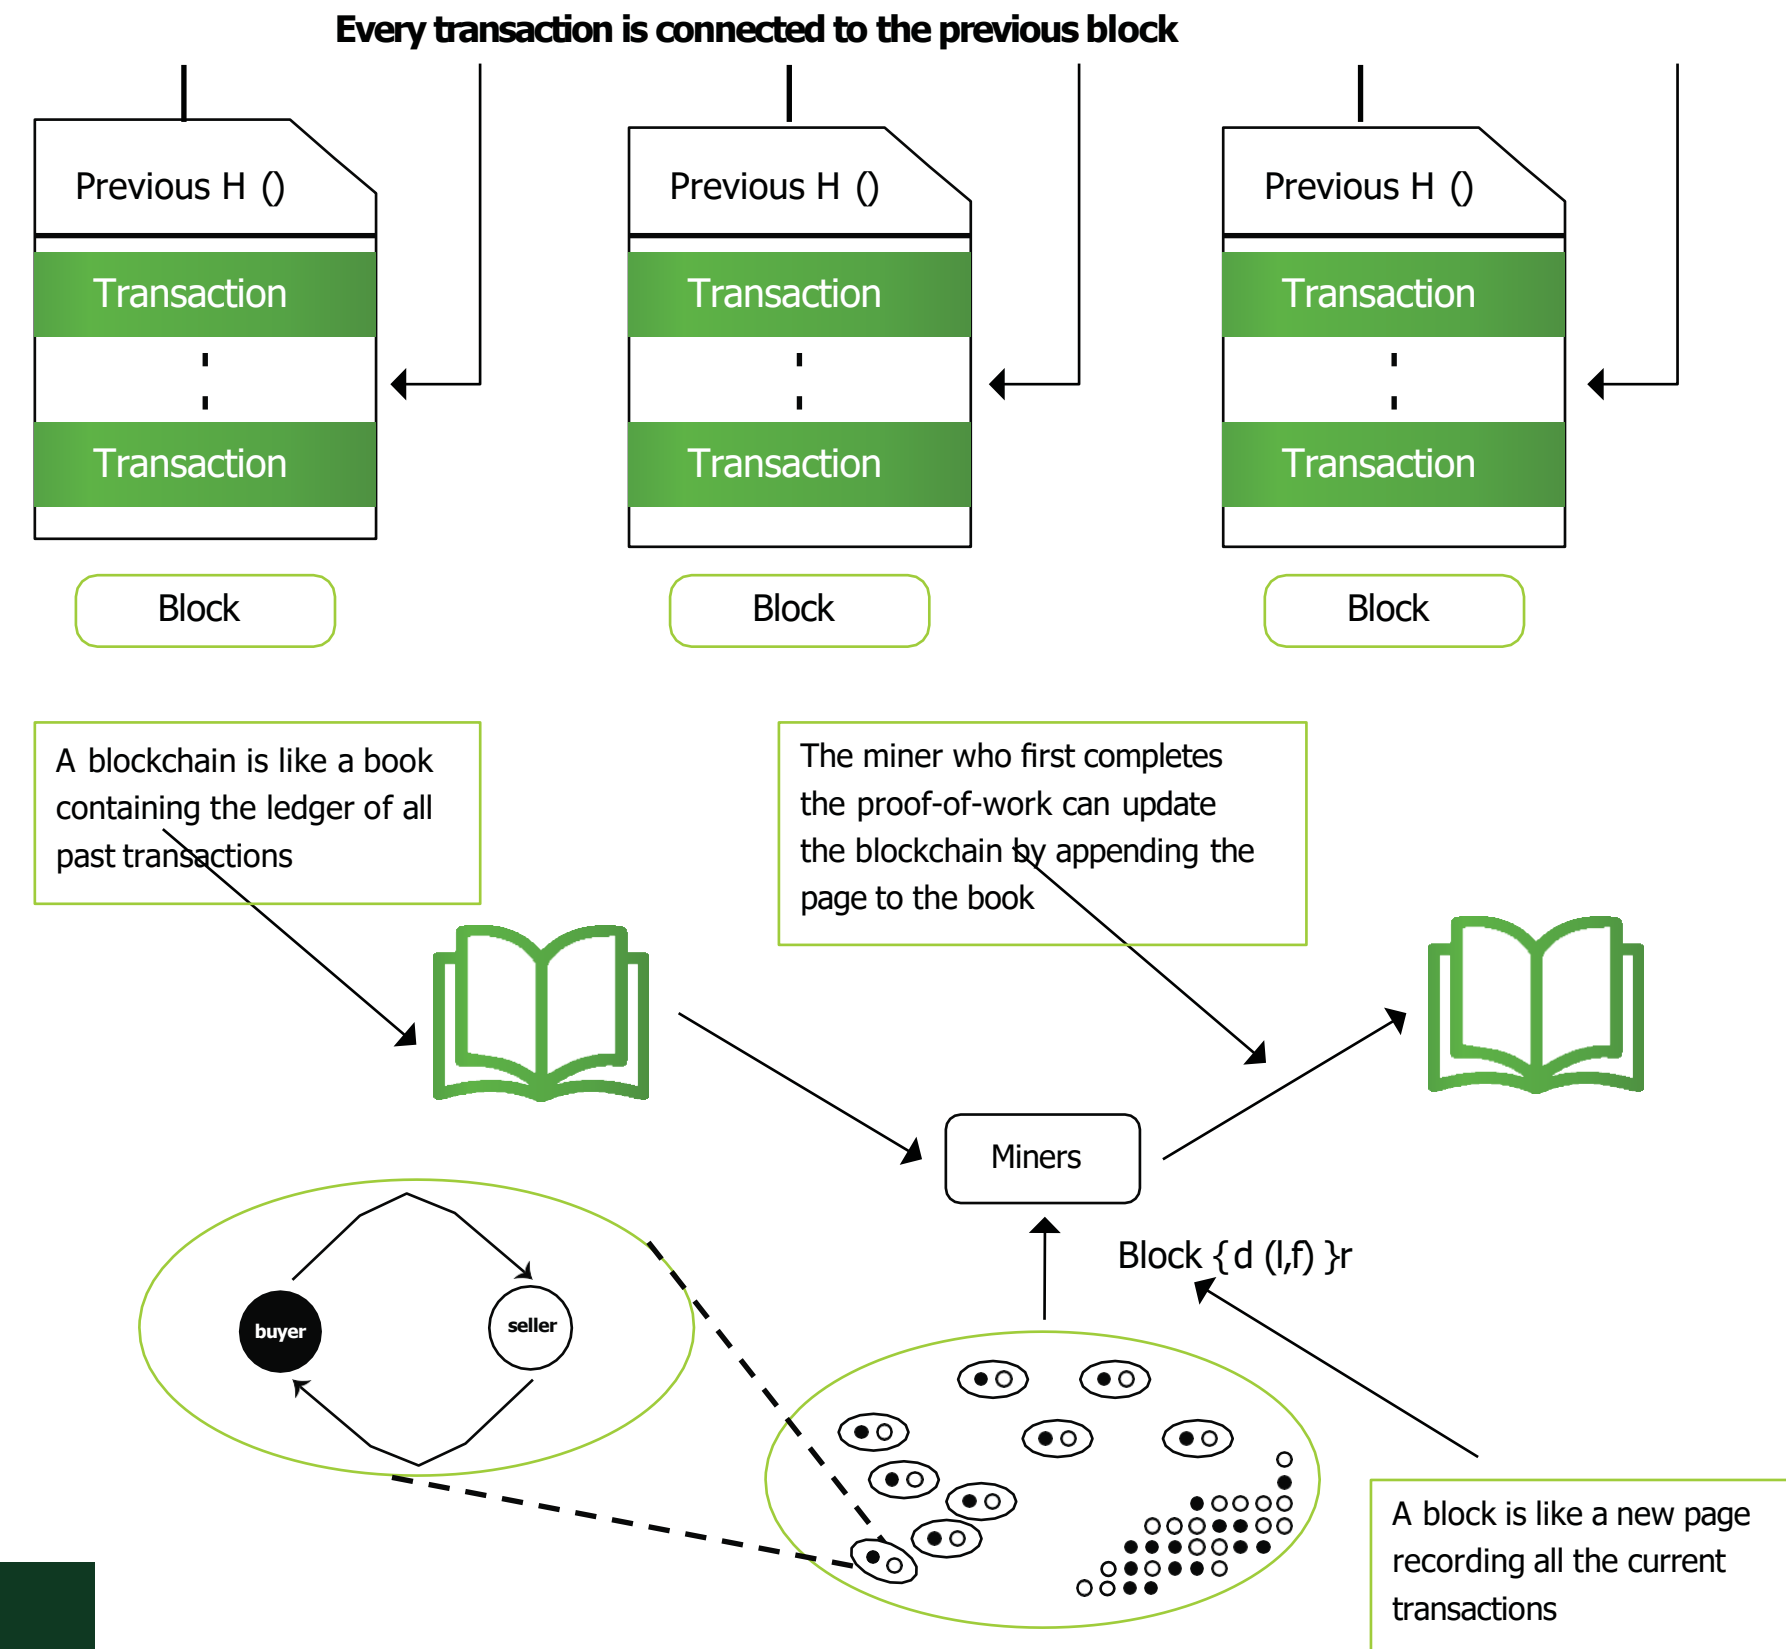 Every transaction is connected to the previous block
Previous H ()
Transaction
Transaction
Block
Previous H ()
Transaction
Transaction
Block
Previous H ()
Transaction
Transaction
Block
A blockchain is like a book
containing the ledger of all
past transactions
The miner who first completes
the proof-of-work can update
the blockchain by appending the
page to the book
Miners
Block { d (l,f) }r
buyer
seller
A block is like a new page
recording all the current
transactions